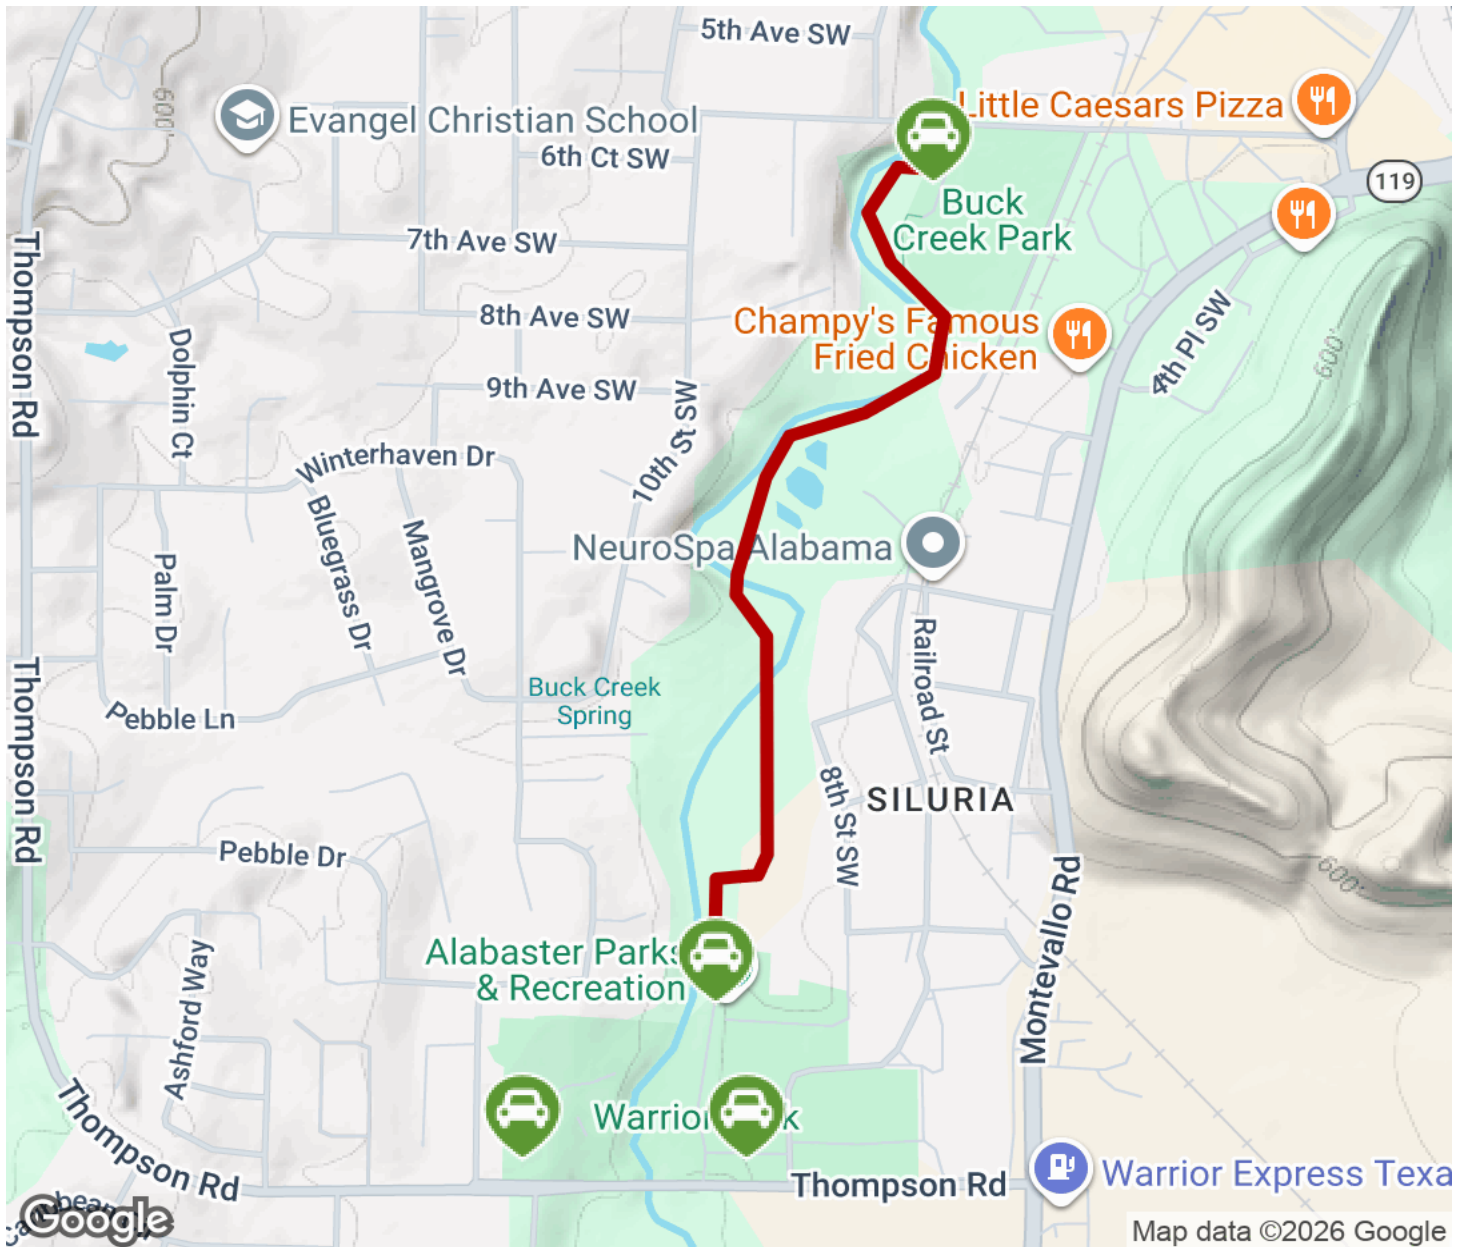 5th Ave SW
Little Caesars Pizza
600'
Evangel Christian School
6th Ct SW
119
Buck
Creek Park
Thompson Rd
7th Ave SW
8th Ave SW
Champy's Famous
Fried Chicken
4th Pl SW
600'
Dolphin Ct
9th Ave SW
10th St SW
Winterhaven Dr
Bluegrass Dr
Mangrove Dr
NeuroSpa Alabama
Palm Dr
Railroad St
Thompson Rd
Pebble Ln
Buck Creek
Spring
8th St SW
SILURIA
Pebble Dr
600'
Montevallo Rd
Ashford Way
Alabaster Parks
& Recreation
Thompson Rd
Thompson Rd
Warrior Express Texa
Google
Map data ©2026 Google